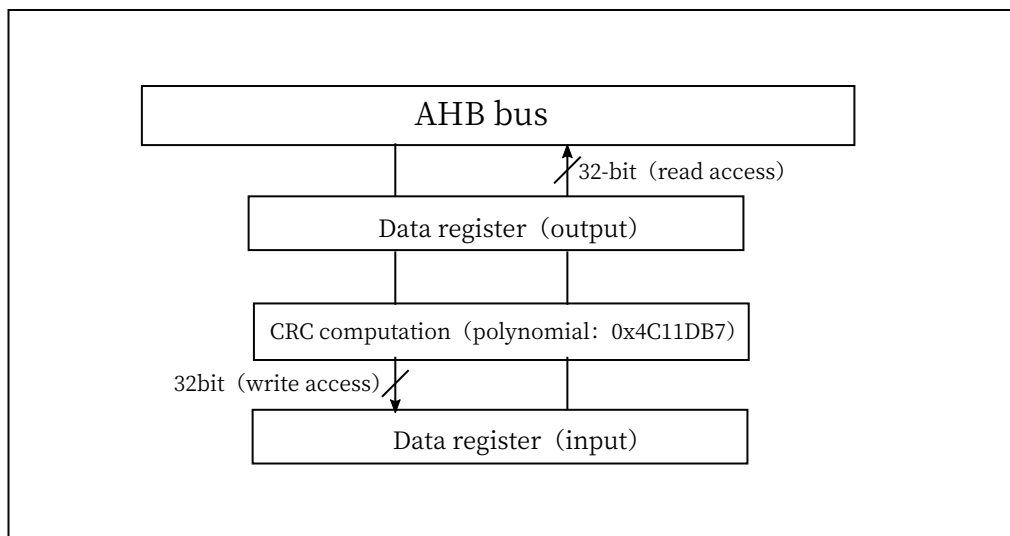 AHB bus
32-bit（read access）
Data register（output）
CRC computation（polynomial：0x4C11DB7）
32bit（write access）
Data register（input）